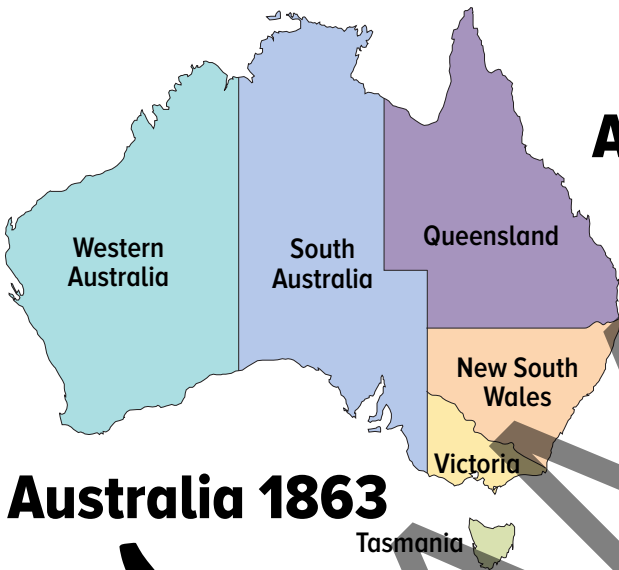 A
Queensland
Western
Australia
South
Australia
New South
Wales
Victoria
Australia 1863
Tasmania